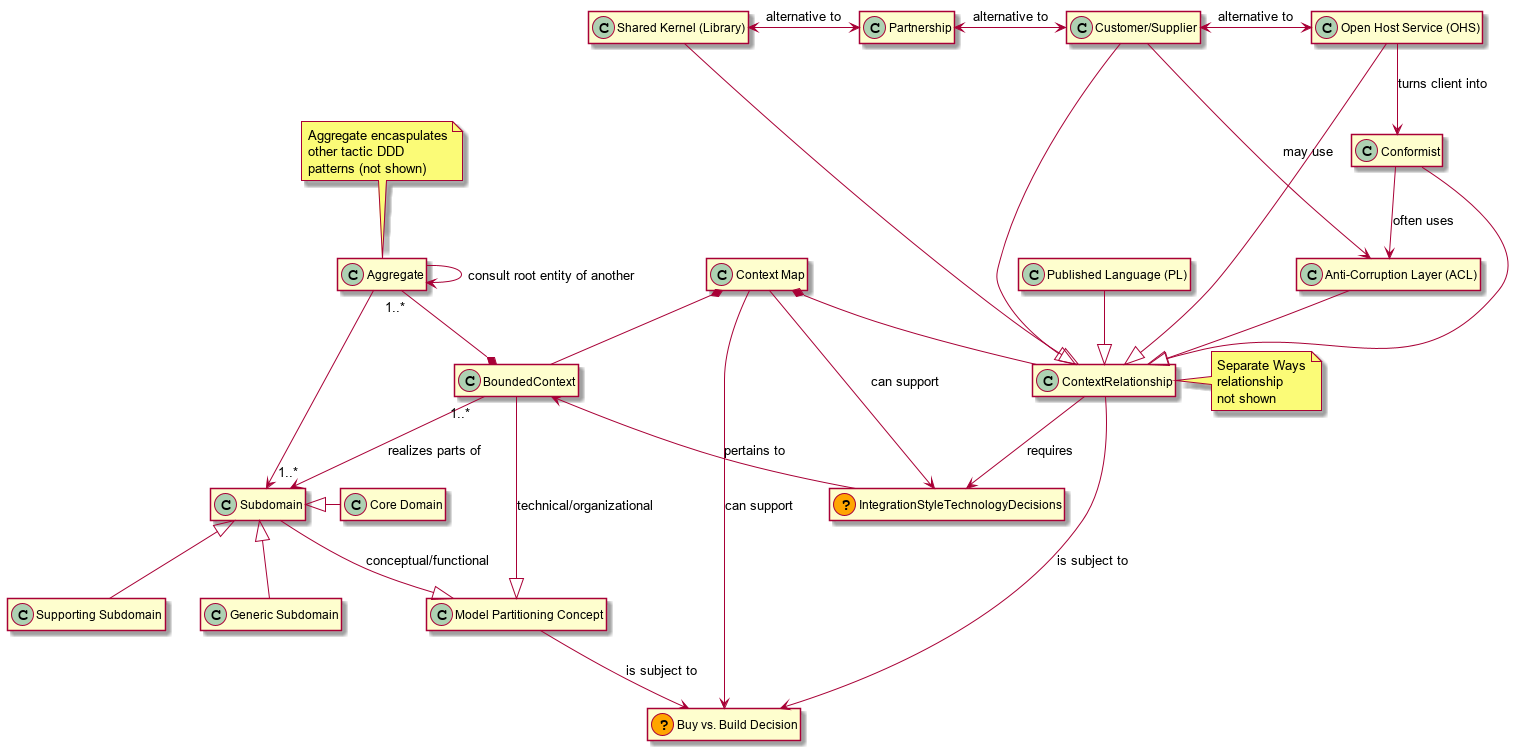 alternative to
alternative to
alternative to
C Shared Kernel (Library)
C Partnership
C Customer/Supplier
C Open Host Service (OHS)
turns client into
Aggregate encaspulates
other tactic DDD
patterns (not shown)
may use
C Conformist
often uses
C Aggregate
consult root entity of another
C Context Map
C Published Language (PL)
C Anti-Corruption Layer (ACL)
1..*
C BoundedContext
can support
C ContextRelationship
Separate Ways
relationship
not shown
1..*
realizes parts of
pertains to
requires
1..*
C Subdomain
C Core Domain
technical/organizational
can support
? IntegrationStyleTechnologyDecisions
conceptual/functional
is subject to
C Supporting Subdomain
C Generic Subdomain
C Model Partitioning Concept
is subject to
? Buy vs. Build Decision